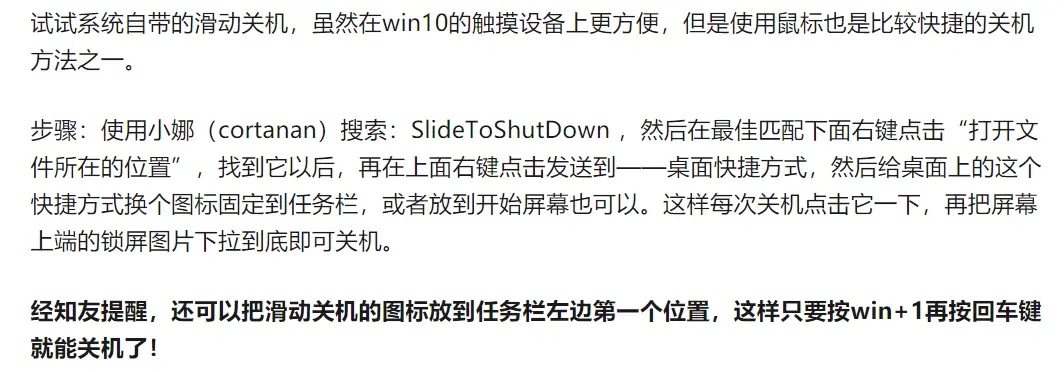 试试系统自带的滑动关机，虽然在win10的触摸设备上更方便，但是使用鼠标也是比较快捷的关机
方法之一。
步骤：使用小娜（cortanan）搜索：SlideToShutDown ，然后在最佳匹配下面右键点击“打开文
件所在的位置”，找到它以后，再在上面右键点击发送到——桌面快捷方式，然后给桌面上的这个
快捷方式换个图标固定到任务栏，或者放到开始屏幕也可以。这样每次关机点击它一下，再把屏幕
上端的锁屏图片下拉到底即可关机。
经知友提醒，还可以把滑动关机的图标放到任务栏左边第一个位置，这样只要按win+1再按回车键
就能关机了！